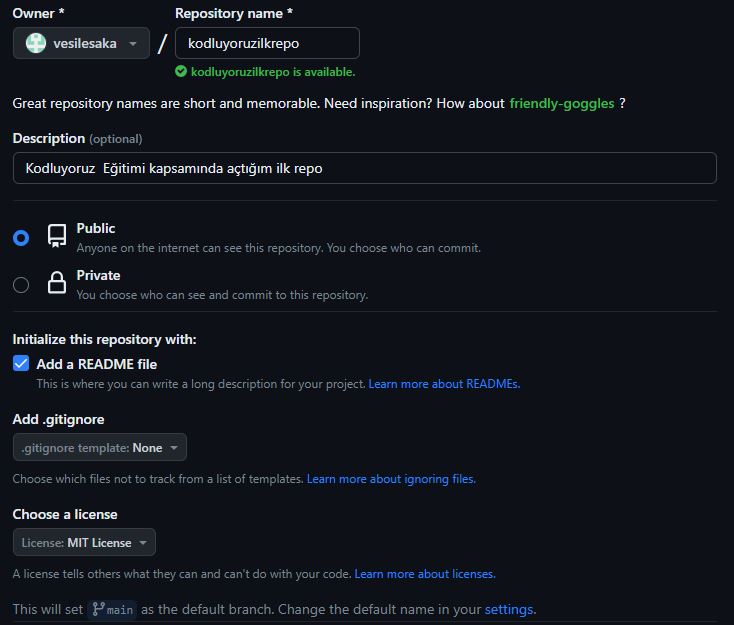 Owner * Repository name *
vesilesaka / kodluyoruzilkrepo
kodluyoruzilkrepo is available.
Great repository names are short and memorable. Need inspiration? How about friendly-goggles ?
Description (optional)
Kodluyoruz  Eğitimi kapsamında açtığım ilk repo
Public
Anyone on the internet can see this repository. You choose who can commit.
Private
You choose who can see and commit to this repository.
Initialize this repository with:
Add a README file
This is where you can write a long description for your project. Learn more about READMEs.
Add .gitignore
.gitignore template: None
Choose which files not to track from a list of templates. Learn more about ignoring files.
Choose a license
License: MIT License
A license tells others what they can and can't do with your code. Learn more about licenses.
This will set main as the default branch. Change the default name in your settings.